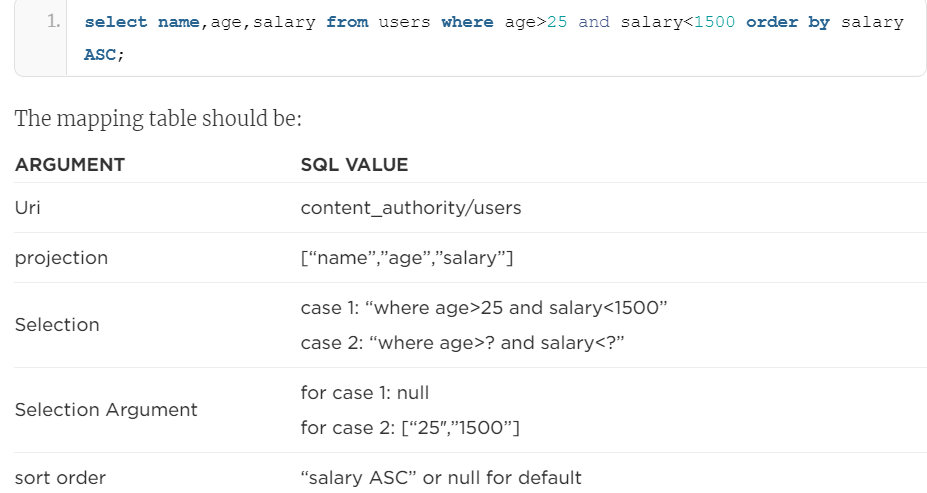 1. select name,age,salary from users where age>25 and salary<1500 order by salary
ASC;
The mapping table should be:
ARGUMENT SQL VALUE
Uri content_authority/users
projection [“name”,”age”,”salary”]
Selection case 1: “where age>25 and salary<1500”
case 2: “where age>? and salary<?”
Selection Argument for case 1: null
for case 2: [“25″,”1500”]
sort order “salary ASC” or null for default